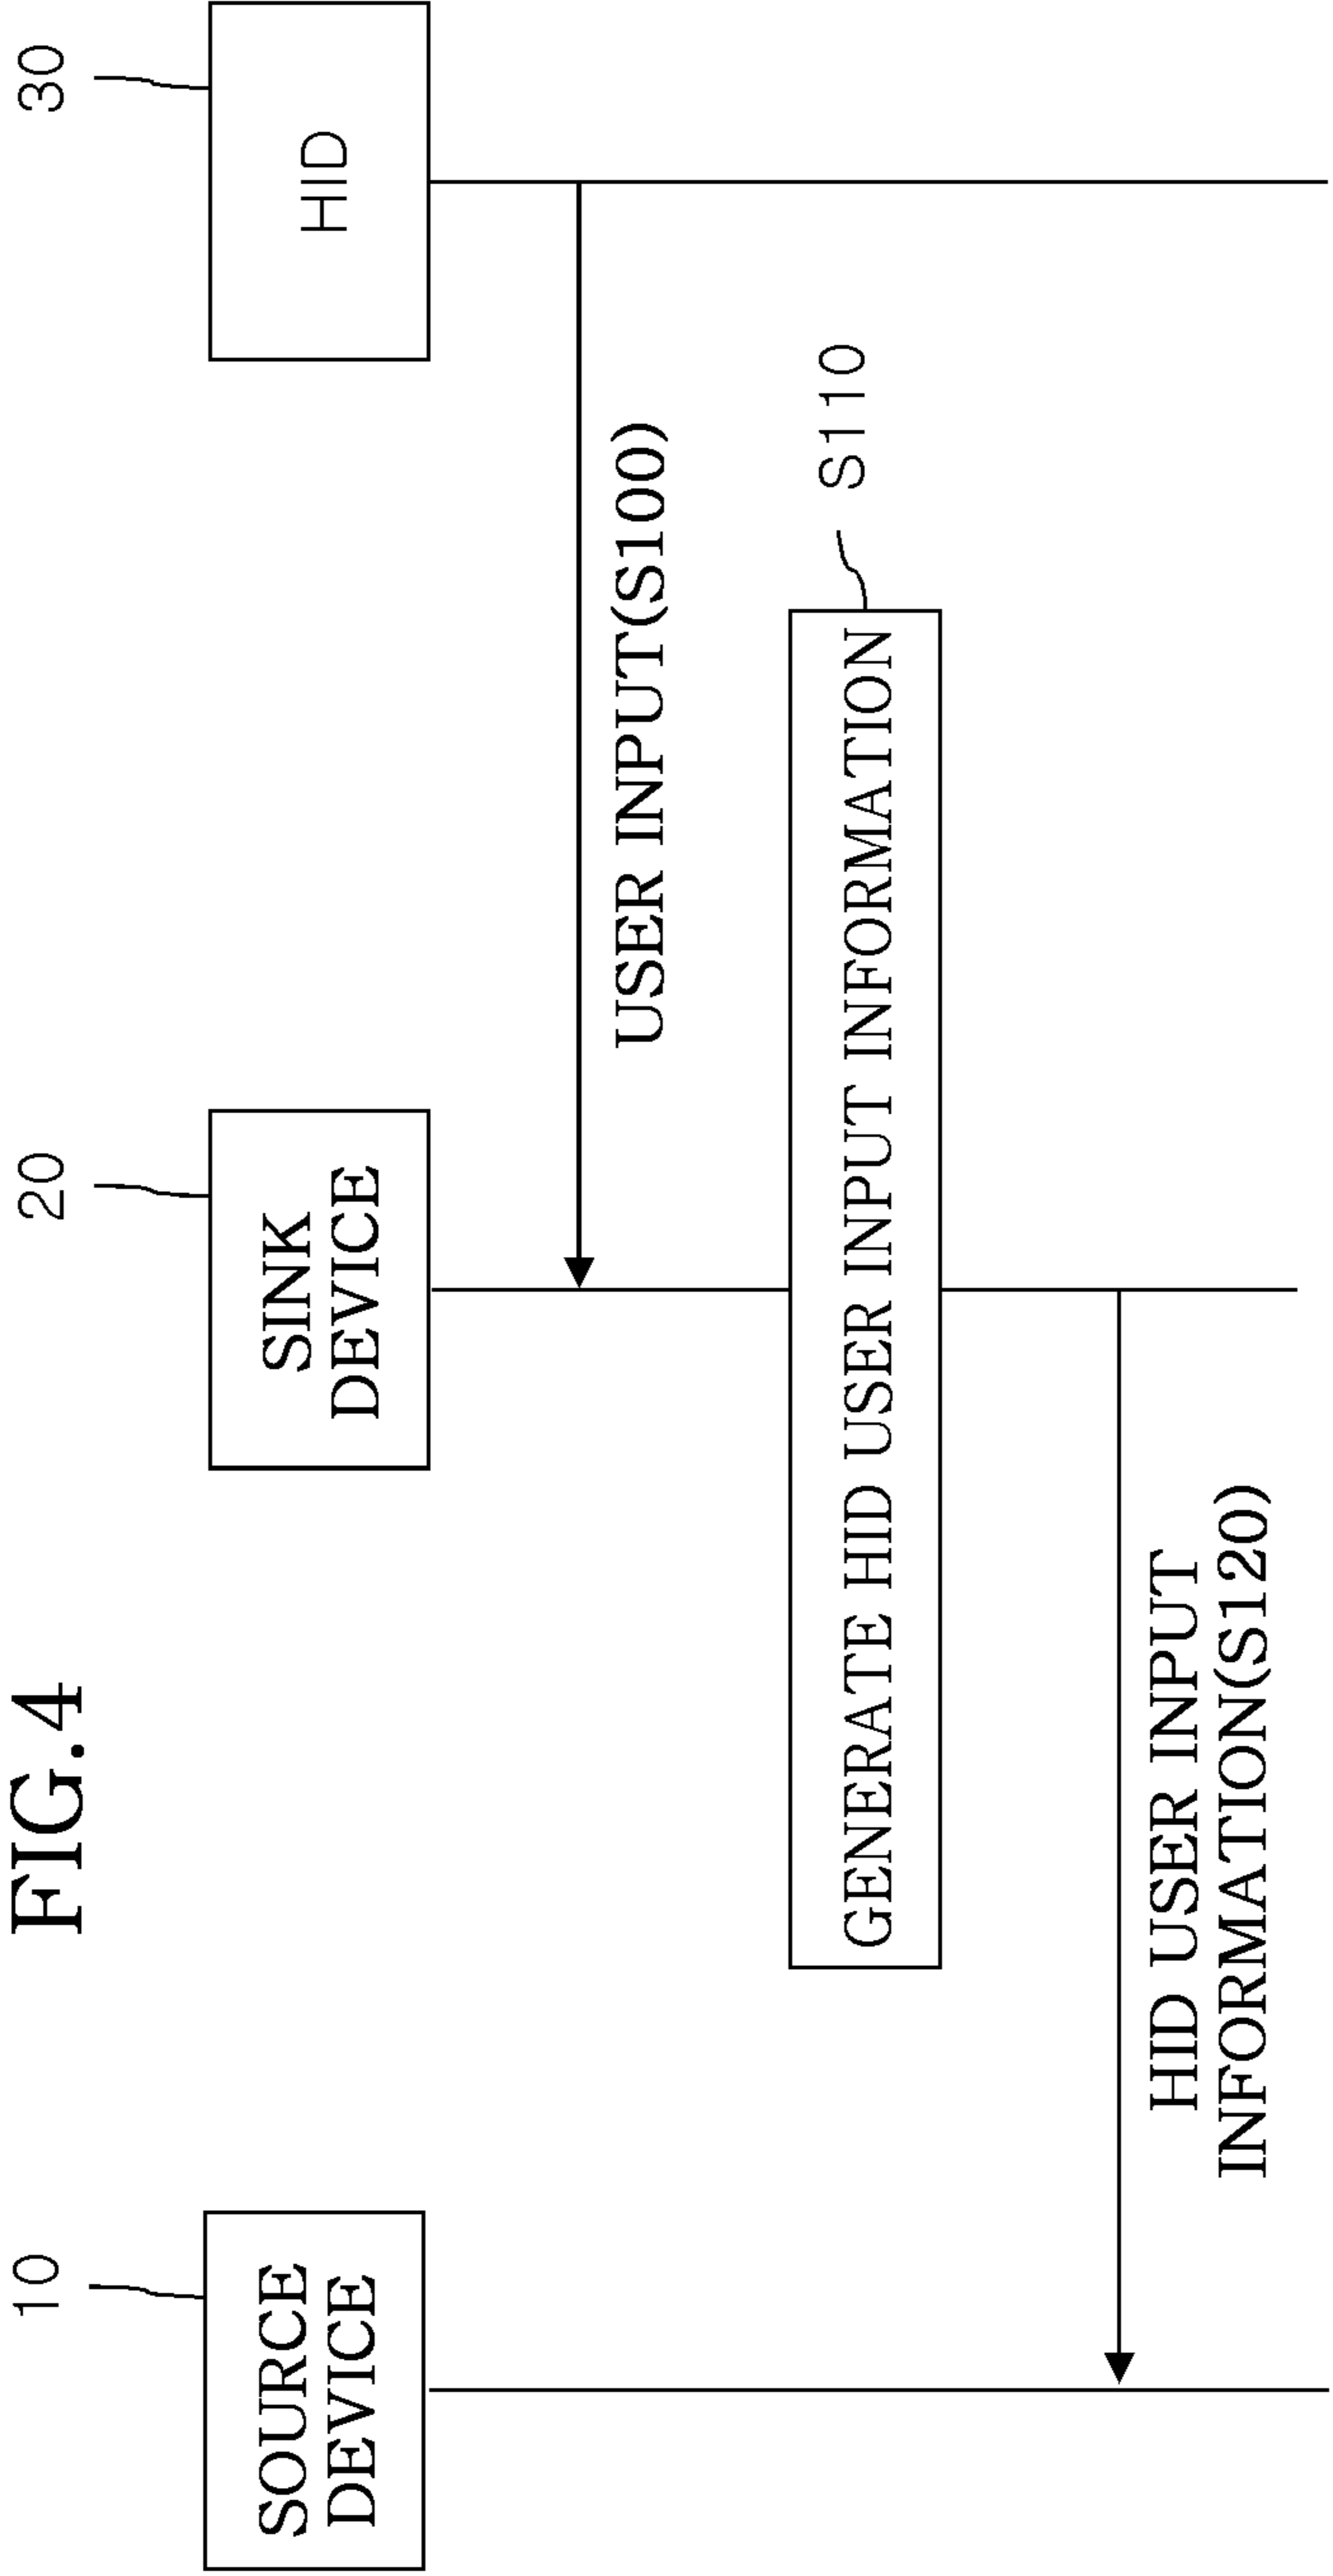 FIG.4
10
20
30
SOURCE
DEVICE
SINK
DEVICE
HID
USER INPUT(S100)
S110
GENERATE HID USER INPUT INFORMATION
HID USER INPUT
INFORMATION(S120)